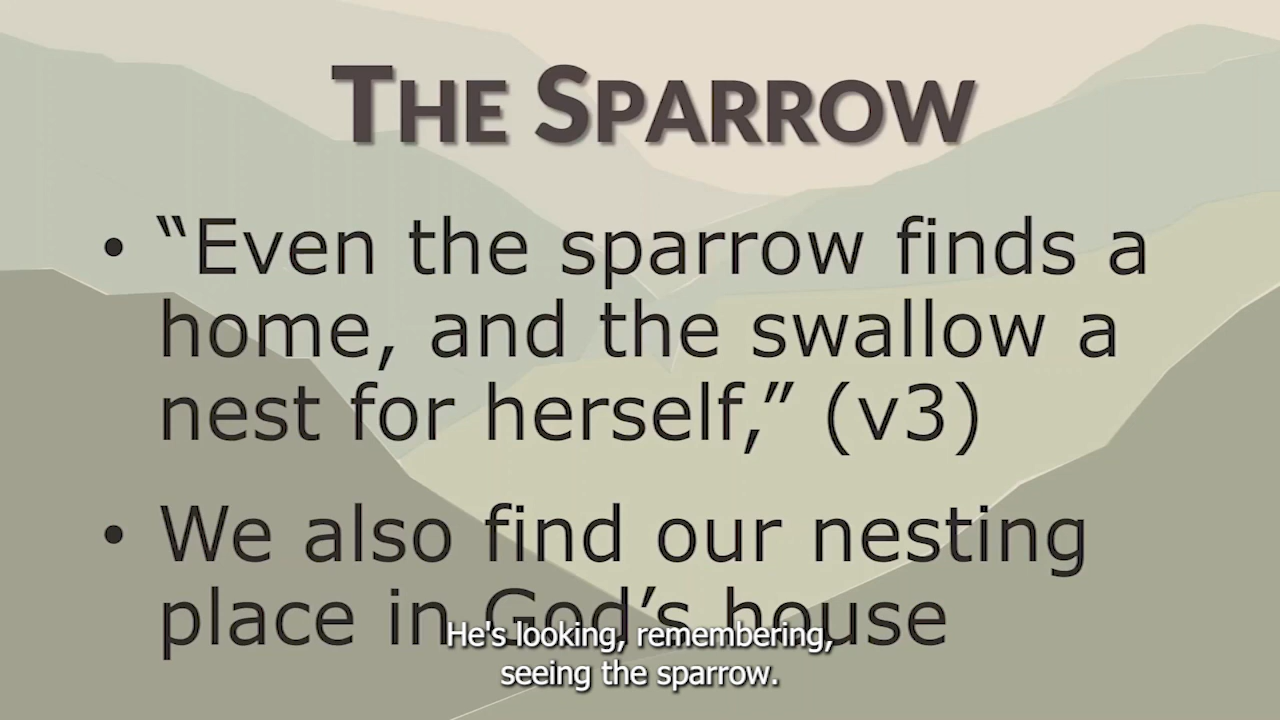 THE SPARROW
• “Even the sparrow finds a
home, and the swallow a
nest for herself,” (v3)
• We also find our nesting
place in God’s house
He's looking, remembering,
seeing the sparrow.